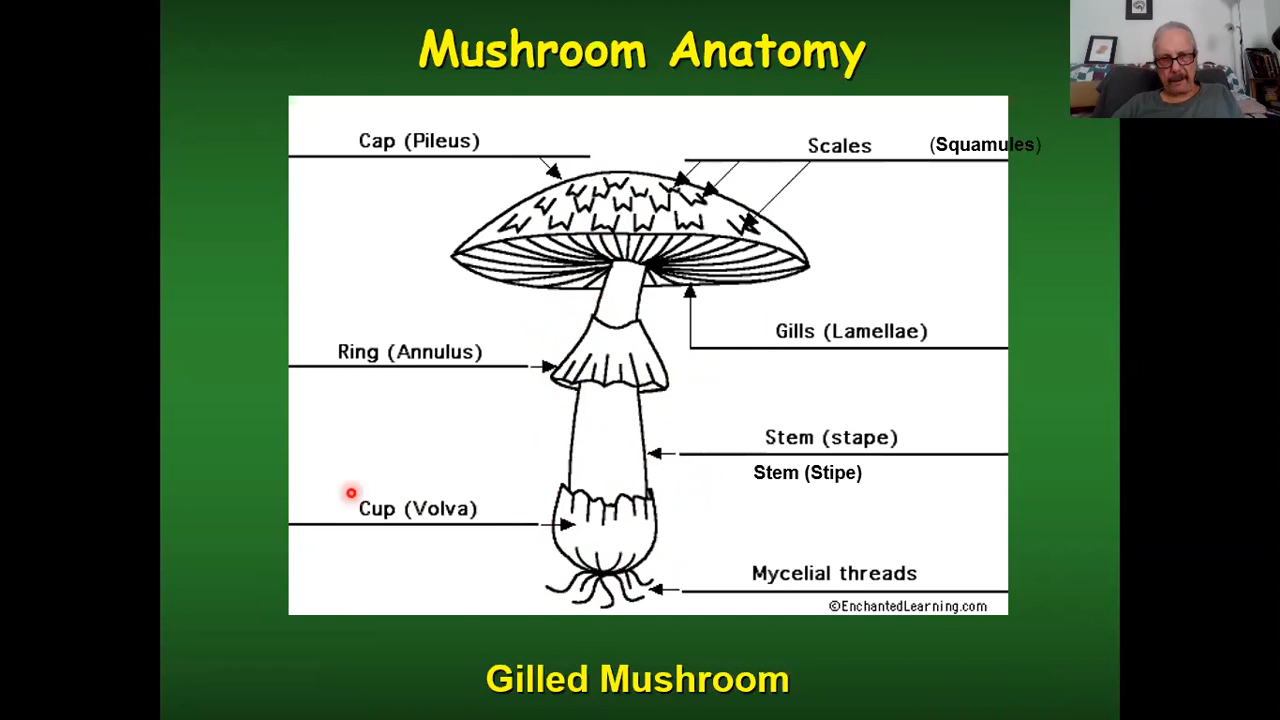 Mushroom Anatomy
Cap (Pileus)
Scales (Squamules)
Gills (Lamellae)
Ring (Annulus)
Stem (stape)
Stem (Stipe)
Cup (Volva)
Mycelial threads
©EnchantedLearning.com
Gilled Mushroom